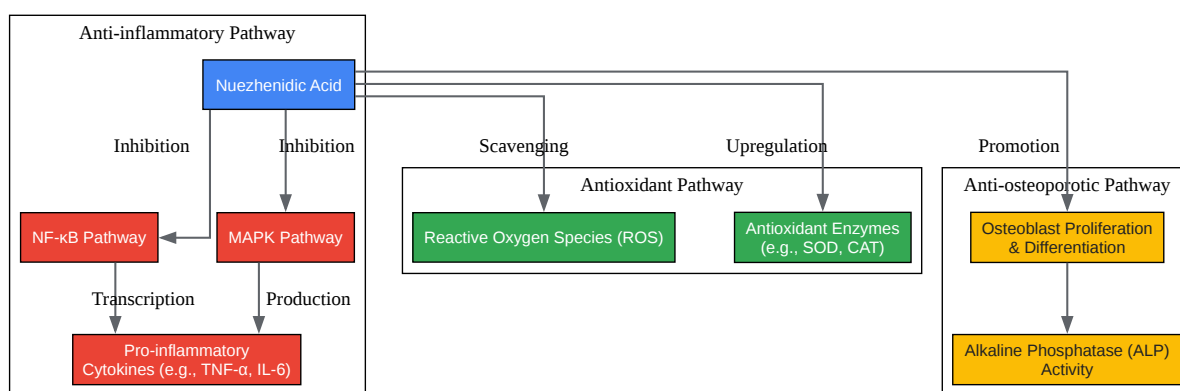 Anti-inflammatory Pathway
Nuezhenidic Acid
Inhibition
Inhibition
Scavenging
Upregulation
Promotion
Antioxidant Pathway
Anti-osteoporotic Pathway
NF-κB Pathway
MAPK Pathway
Reactive Oxygen Species (ROS)
Antioxidant Enzymes
(e.g., SOD, CAT)
Osteoblast Proliferation
& Differentiation
Transcription
Production
Pro-inflammatory
Cytokines (e.g., TNF-α, IL-6)
Alkaline Phosphatase (ALP)
Activity